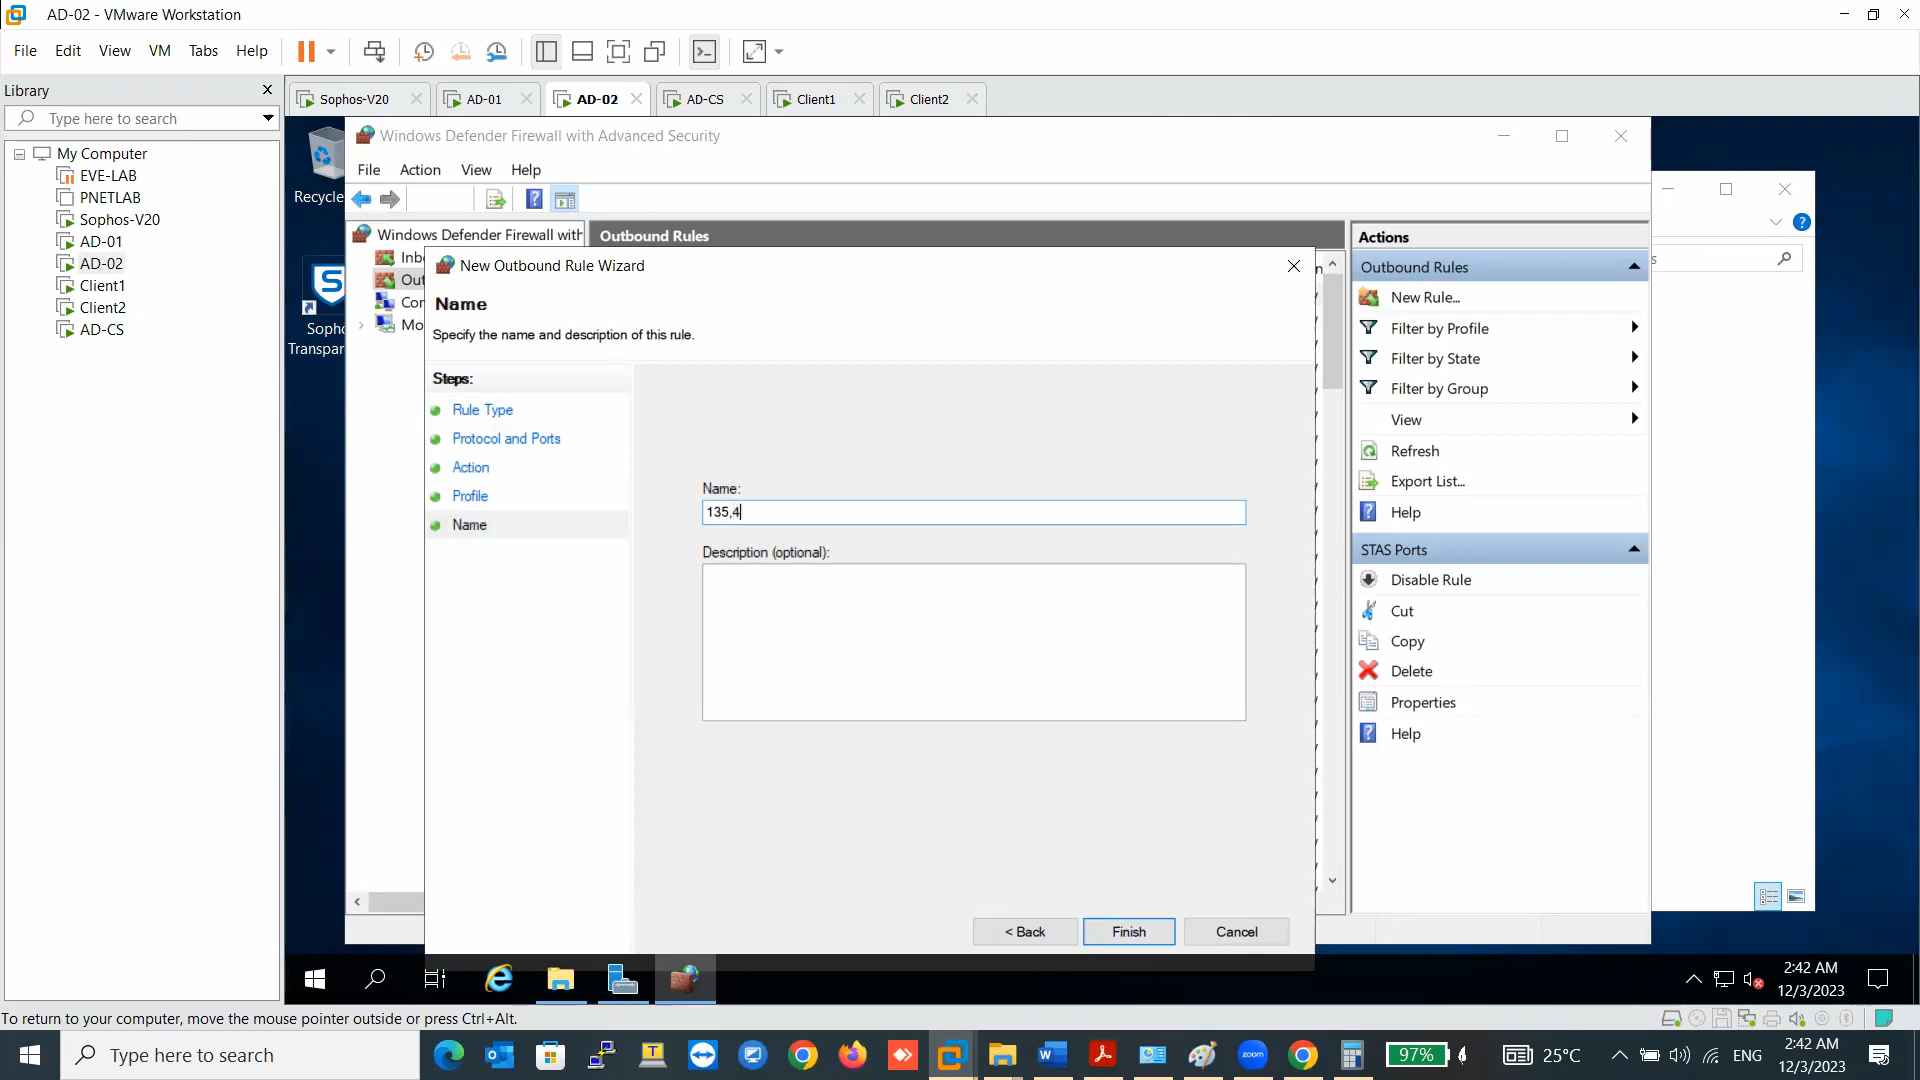 AD-02 - VMware Workstation
File Edit View VM Tabs Help
Library
Type here to search
My Computer
EVE-LAB
PNETLAB
Sophos-V20
AD-01
AD-02
Client1
Client2
AD-CS
Sophos-V20 AD-01 AD-02 AD-CS Client1 Client2
Recycle
Soph
Transpar
Windows Defender Firewall with Advanced Security
File Action View Help
Windows Defender Firewall with
Inb
Out
Con
Mo
Outbound Rules
New Outbound Rule Wizard
Name
Specify the name and description of this rule.
Steps:
Rule Type
Protocol and Ports
Action
Profile
Name
Name:
135,4
Description (optional):
< Back Finish Cancel
Actions
Outbound Rules
New Rule...
Filter by Profile
Filter by State
Filter by Group
View
Refresh
Export List...
Help
STAS Ports
Disable Rule
Cut
Copy
Delete
Properties
Help
s
2:42 AM
12/3/2023
To return to your computer, move the mouse pointer outside or press Ctrl+Alt.
Type here to search
zoom
97%
25°C
ENG
2:42 AM
12/3/2023